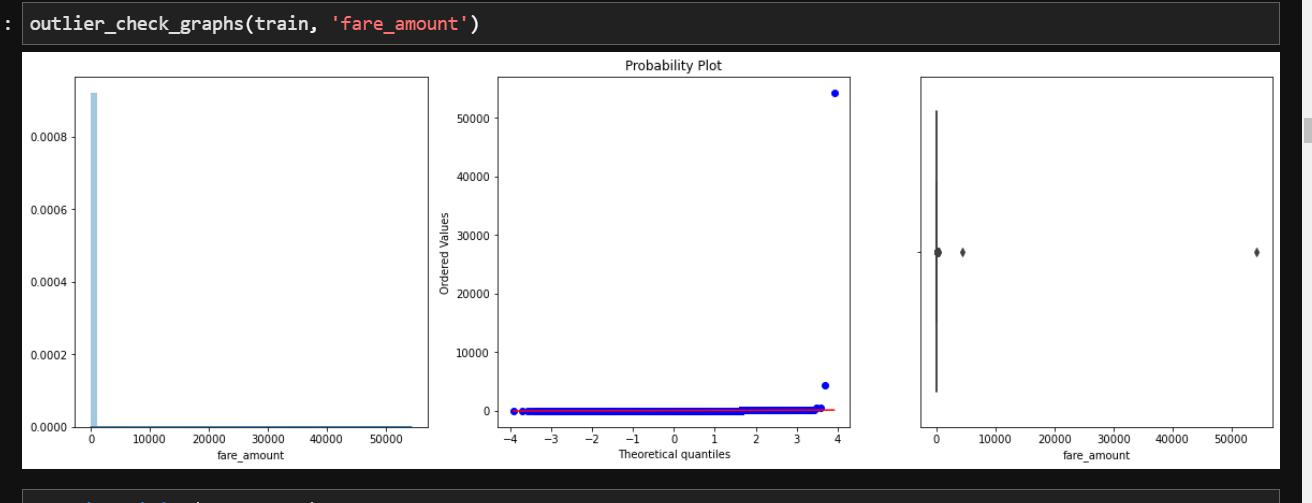 : outlier_check_graphs(train, 'fare_amount')
Probability Plot
0.0008
0.0006
0.0004
0.0002
0.0000
0 10000 20000 30000 40000 50000
fare_amount
Ordered Values
50000
40000
30000
20000
10000
0
−4 −3 −2 −1 0 1 2 3 4
Theoretical quantiles
0 10000 20000 30000 40000 50000
fare_amount